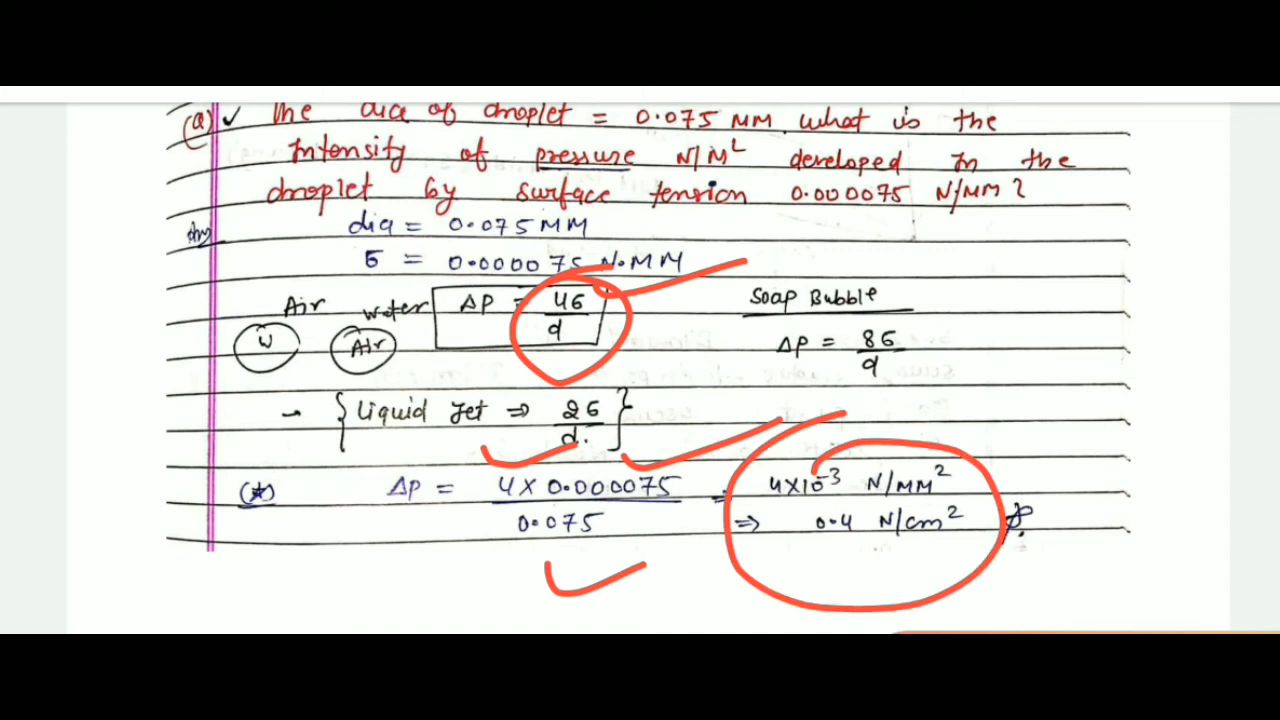 (a) ✓ The dia of droplet = 0.075 MM what is the
Intensity of pressure N/M² developed in the
droplet by surface tension 0.000075 N/MM ?
Ans dia = 0.075 MM
σ = 0.000075 N.MM
Air Water ΔP = 4σ/d Soap Bubble
W Air ΔP = 8σ/d
→ {Liquid Jet ⇒ 2σ/d.}
(*) ΔP = 4 X 0.000075 / 0.075 = 4X10⁻³ N/MM²
⇒ 0.4 N/cm²